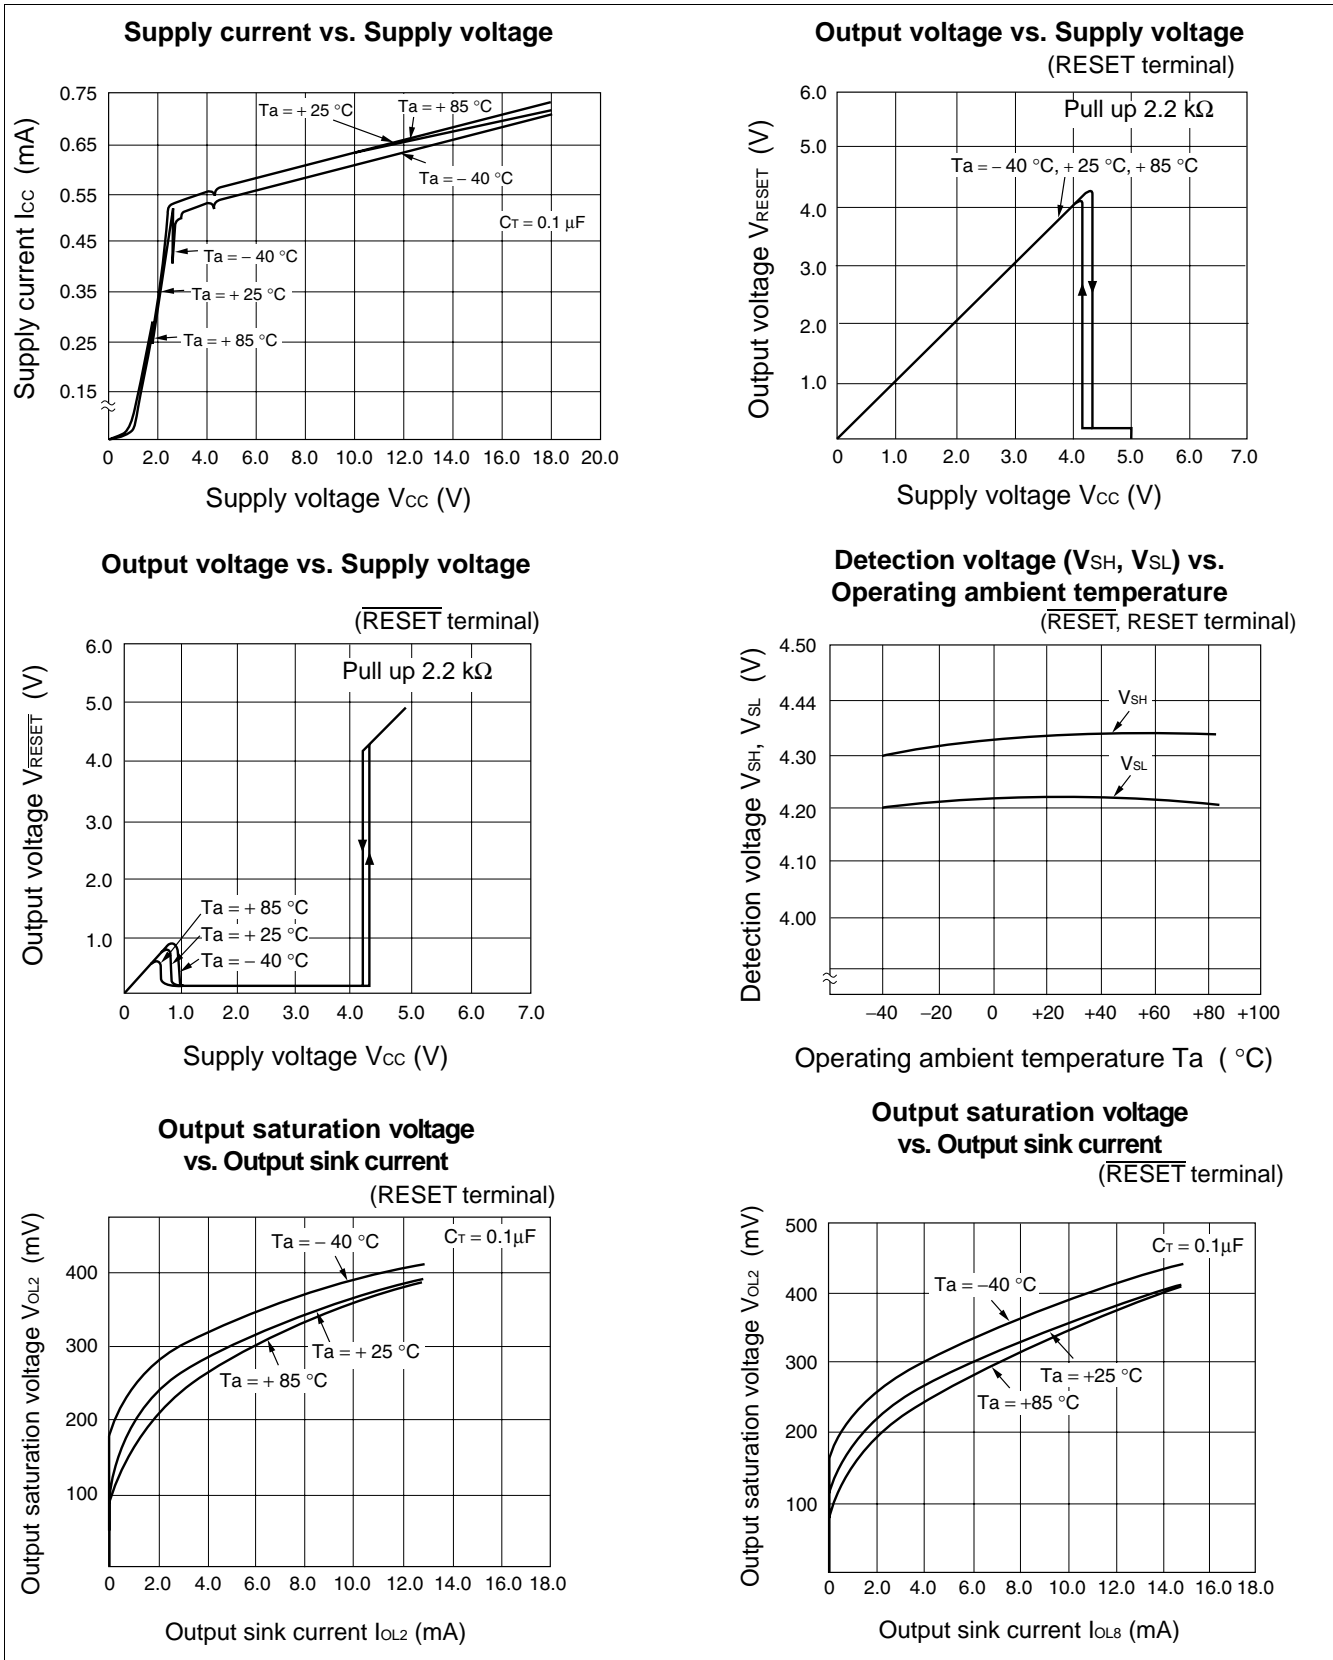 Supply current vs. Supply voltage
Supply current ICC (mA)
0.75
0.65
0.55
0.45
0.35
0.25
0.15
Ta = + 25 °C
Ta = + 85 °C
Ta = − 40 °C
CT = 0.1 μF
Ta = − 40 °C
Ta = + 25 °C
Ta = + 85 °C
0 2.0 4.0 6.0 8.0 10.0 12.0 14.0 16.0 18.0 20.0
Supply voltage VCC (V)
Output voltage vs. Supply voltage
(RESET terminal)
Output voltage VRESET (V)
6.0
5.0
4.0
3.0
2.0
1.0
Pull up 2.2 kΩ
Ta = − 40 °C, + 25 °C, + 85 °C
0 1.0 2.0 3.0 4.0 5.0 6.0 7.0
Supply voltage VCC (V)
Output voltage vs. Supply voltage
(R̅E̅S̅E̅T̅ terminal)
Output voltage VR̅E̅S̅E̅T̅ (V)
6.0
5.0
4.0
3.0
2.0
1.0
Pull up 2.2 kΩ
Ta = + 85 °C
Ta = + 25 °C
Ta = − 40 °C
0 1.0 2.0 3.0 4.0 5.0 6.0 7.0
Supply voltage VCC (V)
Detection voltage (VSH, VSL) vs.
Operating ambient temperature
(R̅E̅S̅E̅T̅, RESET terminal)
Detection voltage VSH, VSL (V)
4.50
4.44
4.30
4.20
4.10
4.00
VSH
VSL
−40 −20 0 +20 +40 +60 +80 +100
Operating ambient temperature Ta ( °C)
Output saturation voltage
vs. Output sink current
(RESET terminal)
Output saturation voltage VOL2 (mV)
400
300
200
100
Ta = − 40 °C
CT = 0.1μF
Ta = + 25 °C
Ta = + 85 °C
0 2.0 4.0 6.0 8.0 10.0 12.0 14.0 16.0 18.0
Output sink current IOL2 (mA)
Output saturation voltage
vs. Output sink current
(R̅E̅S̅E̅T̅ terminal)
Output saturation voltage VOL2 (mV)
500
400
300
200
100
CT = 0.1μF
Ta = −40 °C
Ta = +25 °C
Ta = +85 °C
0 2.0 4.0 6.0 8.0 10.0 12.0 14.0 16.0 18.0
Output sink current IOL8 (mA)